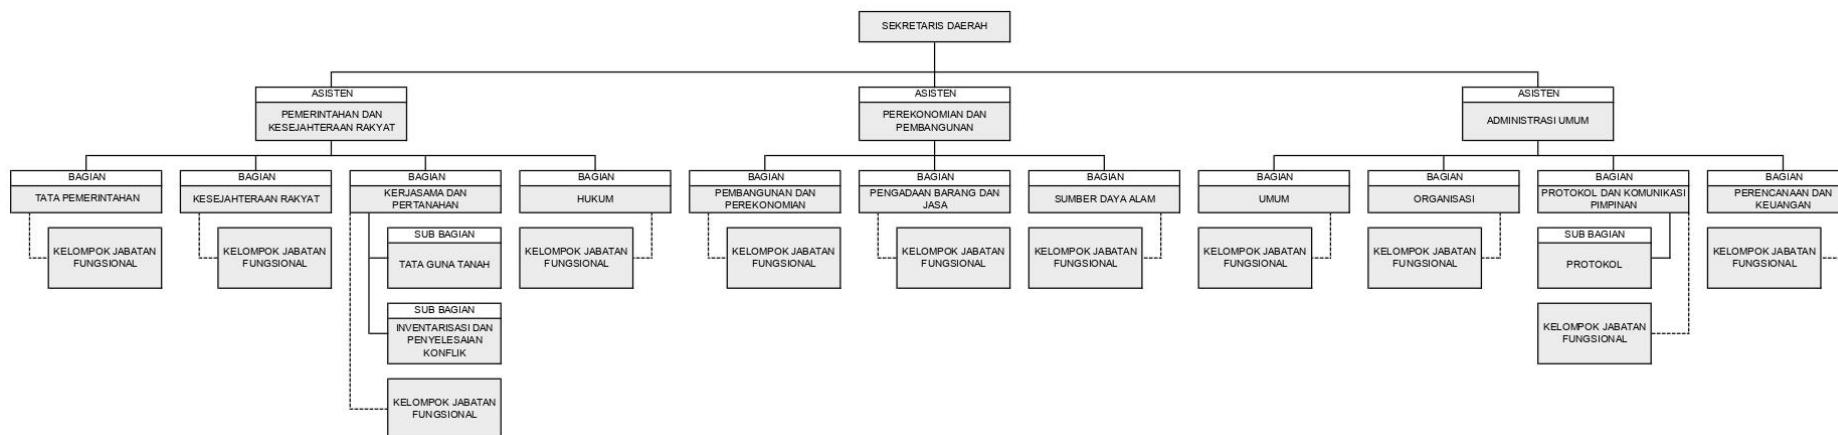 SEKRETARIS DAERAH
ASISTEN
PEMERINTAHAN DAN
KESEJAHTERAAN RAKYAT
ASISTEN
PEREKONOMIAN DAN
PEMBANGUNAN
ASISTEN
ADMINISTRASI UMUM
BAGIAN
TATA PEMERINTAHAN
BAGIAN
KESEJAHTERAAN RAKYAT
BAGIAN
KERJASAMA DAN
PERTANAHAN
BAGIAN
HUKUM
BAGIAN
PEMBANGUNAN DAN
PEREKONOMIAN
BAGIAN
PENGADAAN BARANG DAN
JASA
BAGIAN
SUMBER DAYA ALAM
BAGIAN
UMUM
BAGIAN
ORGANISASI
BAGIAN
PROTOKOL DAN KOMUNIKASI
PIMPINAN
BAGIAN
PERENCANAAN DAN
KEUANGAN
KELOMPOK JABATAN
FUNGSIONAL
KELOMPOK JABATAN
FUNGSIONAL
SUB BAGIAN
TATA GUNA TANAH
KELOMPOK JABATAN
FUNGSIONAL
KELOMPOK JABATAN
FUNGSIONAL
KELOMPOK JABATAN
FUNGSIONAL
KELOMPOK JABATAN
FUNGSIONAL
KELOMPOK JABATAN
FUNGSIONAL
KELOMPOK JABATAN
FUNGSIONAL
SUB BAGIAN
PROTOKOL
KELOMPOK JABATAN
FUNGSIONAL
SUB BAGIAN
INVENTARISASI DAN
PENYELESAIAN
KONFLIK
KELOMPOK JABATAN
FUNGSIONAL
KELOMPOK JABATAN
FUNGSIONAL